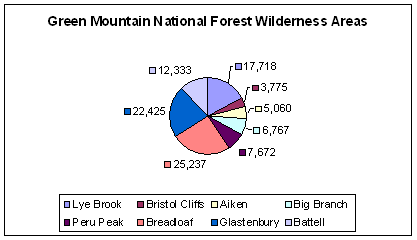 Green Mountain National Forest Wilderness Areas
12,333
17,718
3,775
5,060
22,425
6,767
7,672
25,237
Lye Brook Bristol Cliffs Aiken Big Branch
Peru Peak Breadloaf Glastenbury Battell